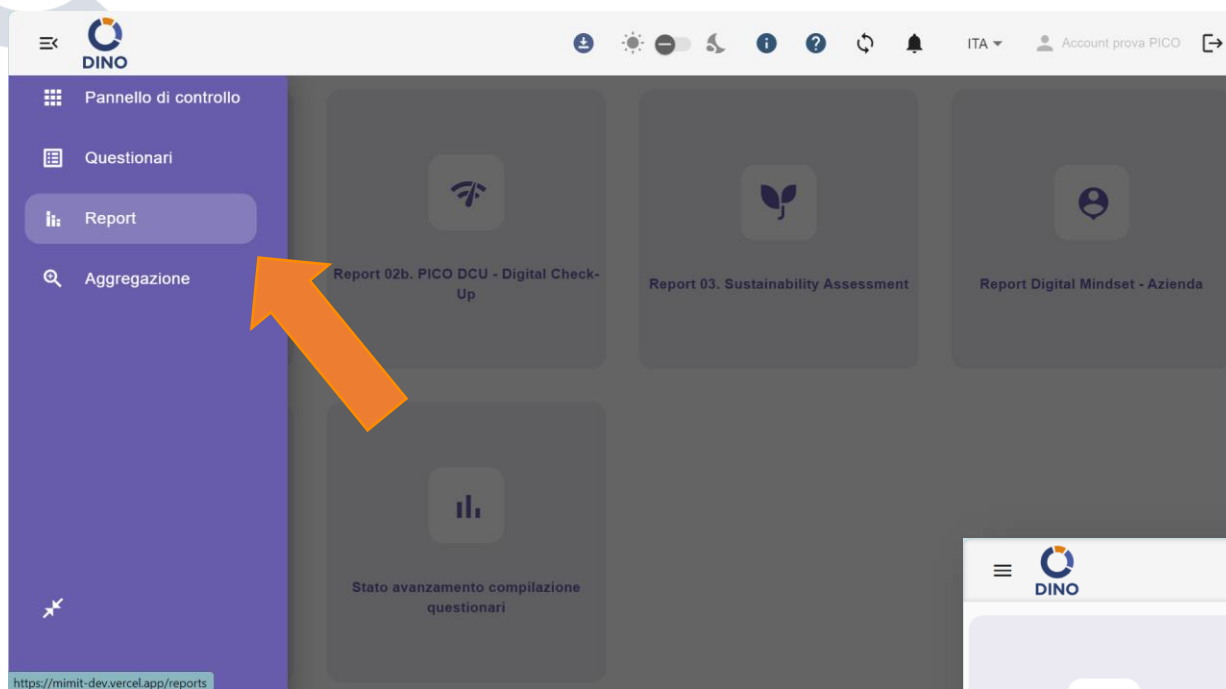 DINO
ITA
Account prova PICO
Pannello di controllo
Questionari
Report
Aggregazione
Report 02b. PICO DCU - Digital Check-
Up
Report 03. Sustainability Assessment
Report Digital Mindset - Azienda
Stato avanzamento compilazione
questionari
DINO
https://mimit-dev.vercel.app/reports